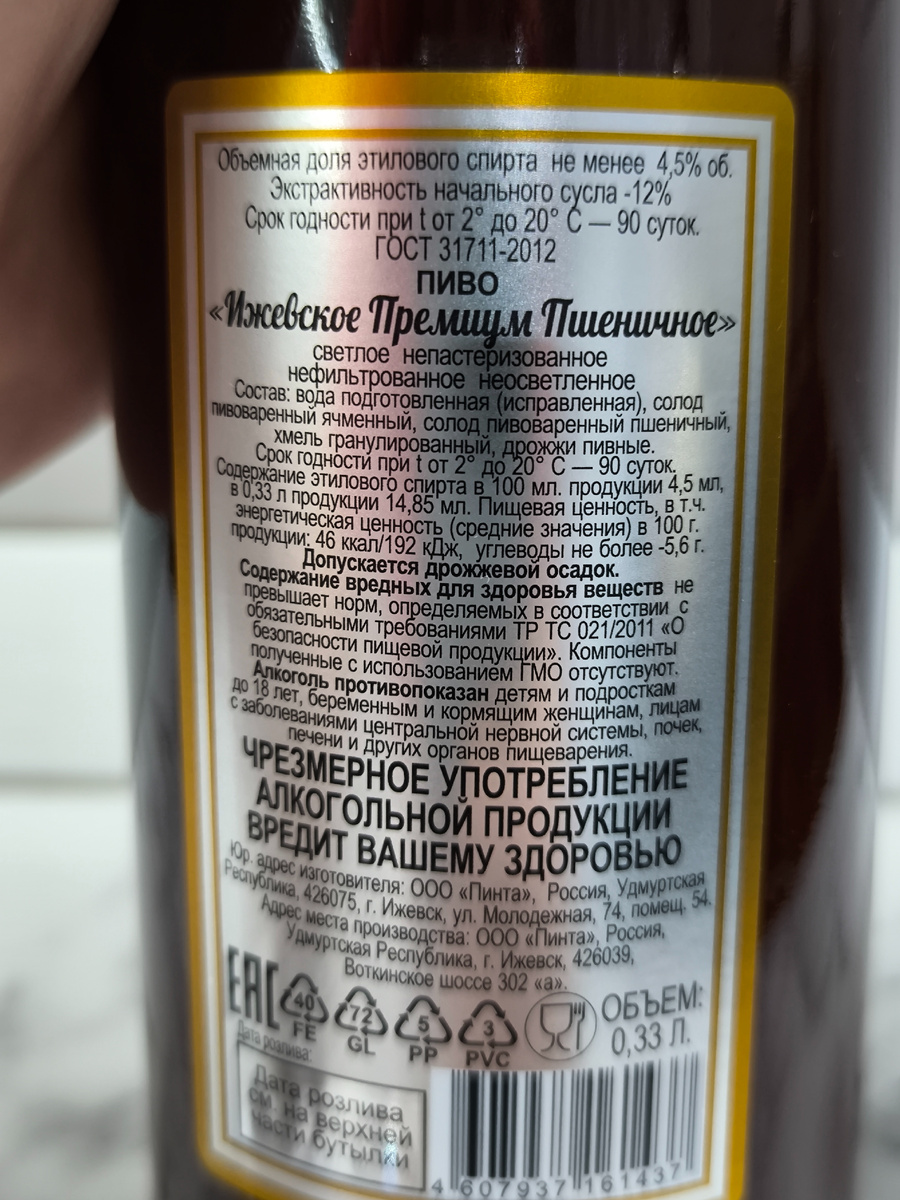 Объемная доля этилового спирта не менее 4,5% об.
Экстрактивность начального сусла -12%
Срок годности при t от 2° до 20° С — 90 суток.
ГОСТ 31711-2012
ПИВО
«Ижевское Премиум Пшеничное»
светлое непастеризованное
нефильтрованное неосветленное
Состав: вода подготовленная (исправленная), солод
пивоваренный ячменный, солод пивоваренный пшеничный,
хмель гранулированный, дрожжи пивные.
Срок годности при t от 2° до 20° С — 90 суток.
Содержание этилового спирта в 100 мл. продукции 4,5 мл,
в 0,33 л продукции 14,85 мл. Пищевая ценность, в т.ч.
энергетическая ценность (средние значения) в 100 г.
продукции: 46 ккал/192 кДж, углеводы не более -5,6 г.
Допускается дрожжевой осадок.
Содержание вредных для здоровья веществ не
превышает норм, определяемых в соответствии с
обязательными требованиями ТР ТС 021/2011 «О
безопасности пищевой продукции». Компоненты
полученные с использованием ГМО отсутствуют.
Алкоголь противопоказан детям и подросткам
до 18 лет, беременным и кормящим женщинам, лицам
с заболеваниями центральной нервной системы, почек,
печени и других органов пищеварения.
ЧРЕЗМЕРНОЕ УПОТРЕБЛЕНИЕ
АЛКОГОЛЬНОЙ ПРОДУКЦИИ
ВРЕДИТ ВАШЕМУ ЗДОРОВЬЮ
Юр. адрес изготовителя: ООО «Пинта», Россия, Удмуртская
Республика, 426075, г. Ижевск, ул. Молодежная, 74, помещ. 54.
Адрес места производства: ООО «Пинта», Россия,
Удмуртская Республика, г. Ижевск, 426039,
Воткинское шоссе 302 «а».
ЕАС 40 FE 72 GL 5 PP 3 PVC
ОБЪЕМ:
0,33 Л.
Дата розлива:
Дата розлива
см. на верхней
части бутылки
4 607937 161437